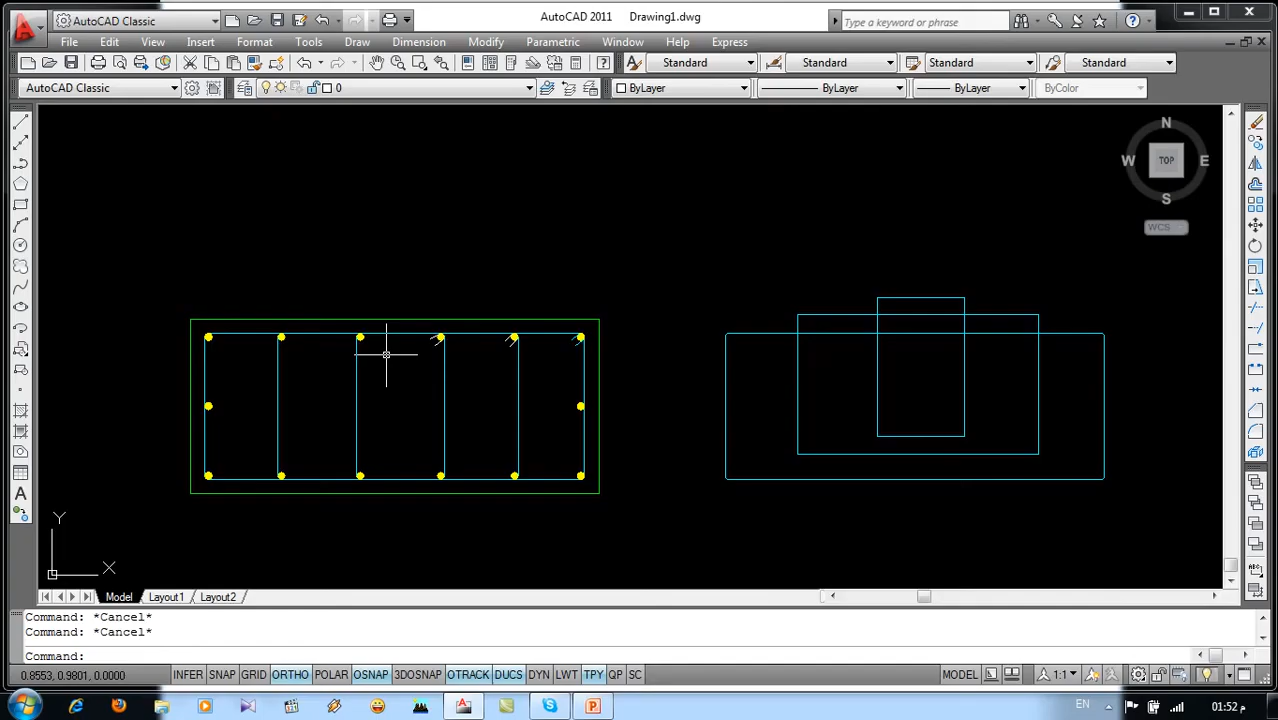 AutoCAD Classic
AutoCAD 2011 Drawing1.dwg
Type a keyword or phrase
File Edit View Insert Format Tools Draw Dimension Modify Parametric Window Help Express
Standard Standard Standard Standard
AutoCAD Classic 0 ByLayer ByLayer ByLayer ByColor
N
W TOP E
S
WCS
Y
X
Model Layout1 Layout2
Command: *Cancel*
Command: *Cancel*
Command:
0.8553, 0.9801, 0.0000 INFER SNAP GRID ORTHO POLAR OSNAP 3DOSNAP OTRACK DUCS DYN LWT TPY QP SC MODEL 1:1
EN 01:52 م